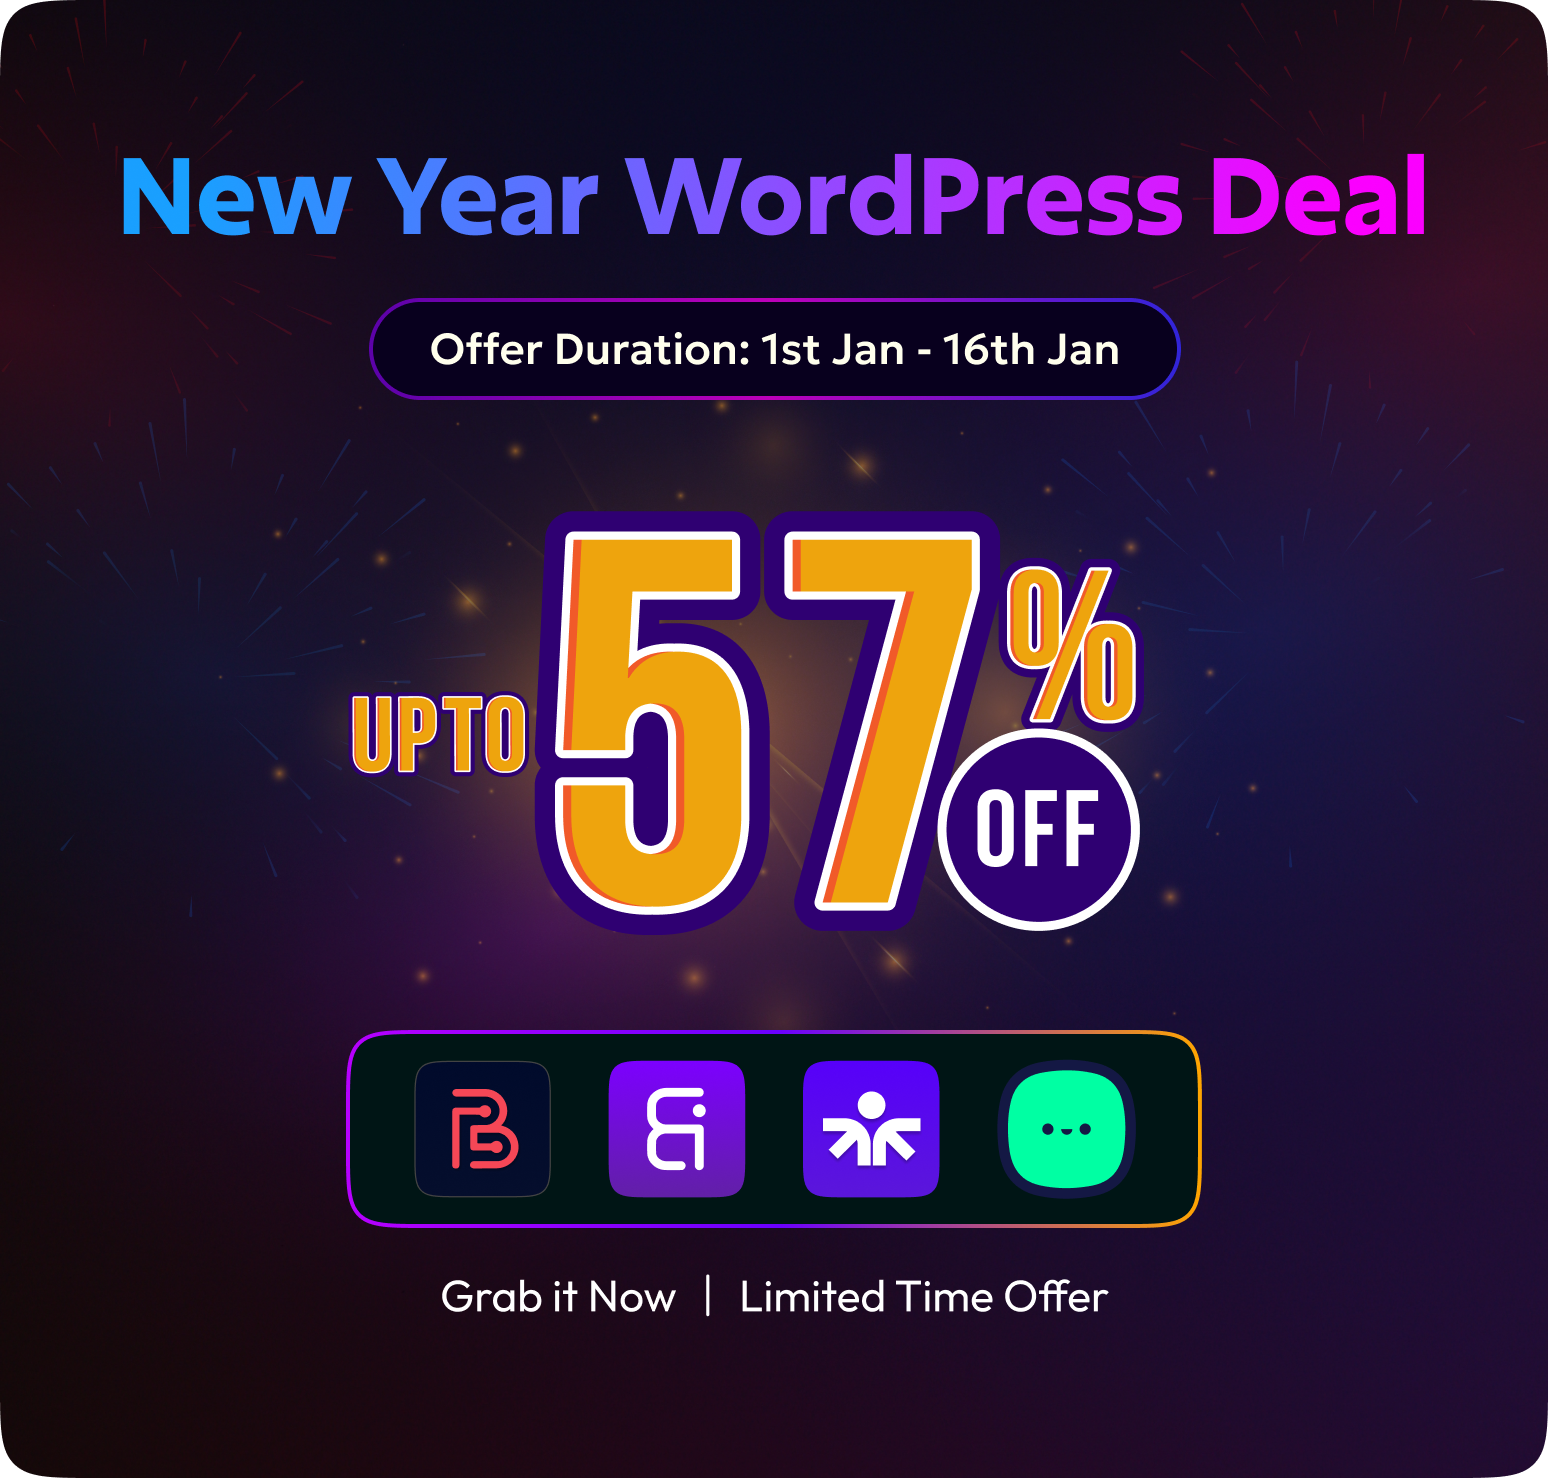 New Year WordPress Deal
Offer Duration: 1st Jan - 16th Jan
UPTO
57%
OFF
Grab it Now | Limited Time Offer